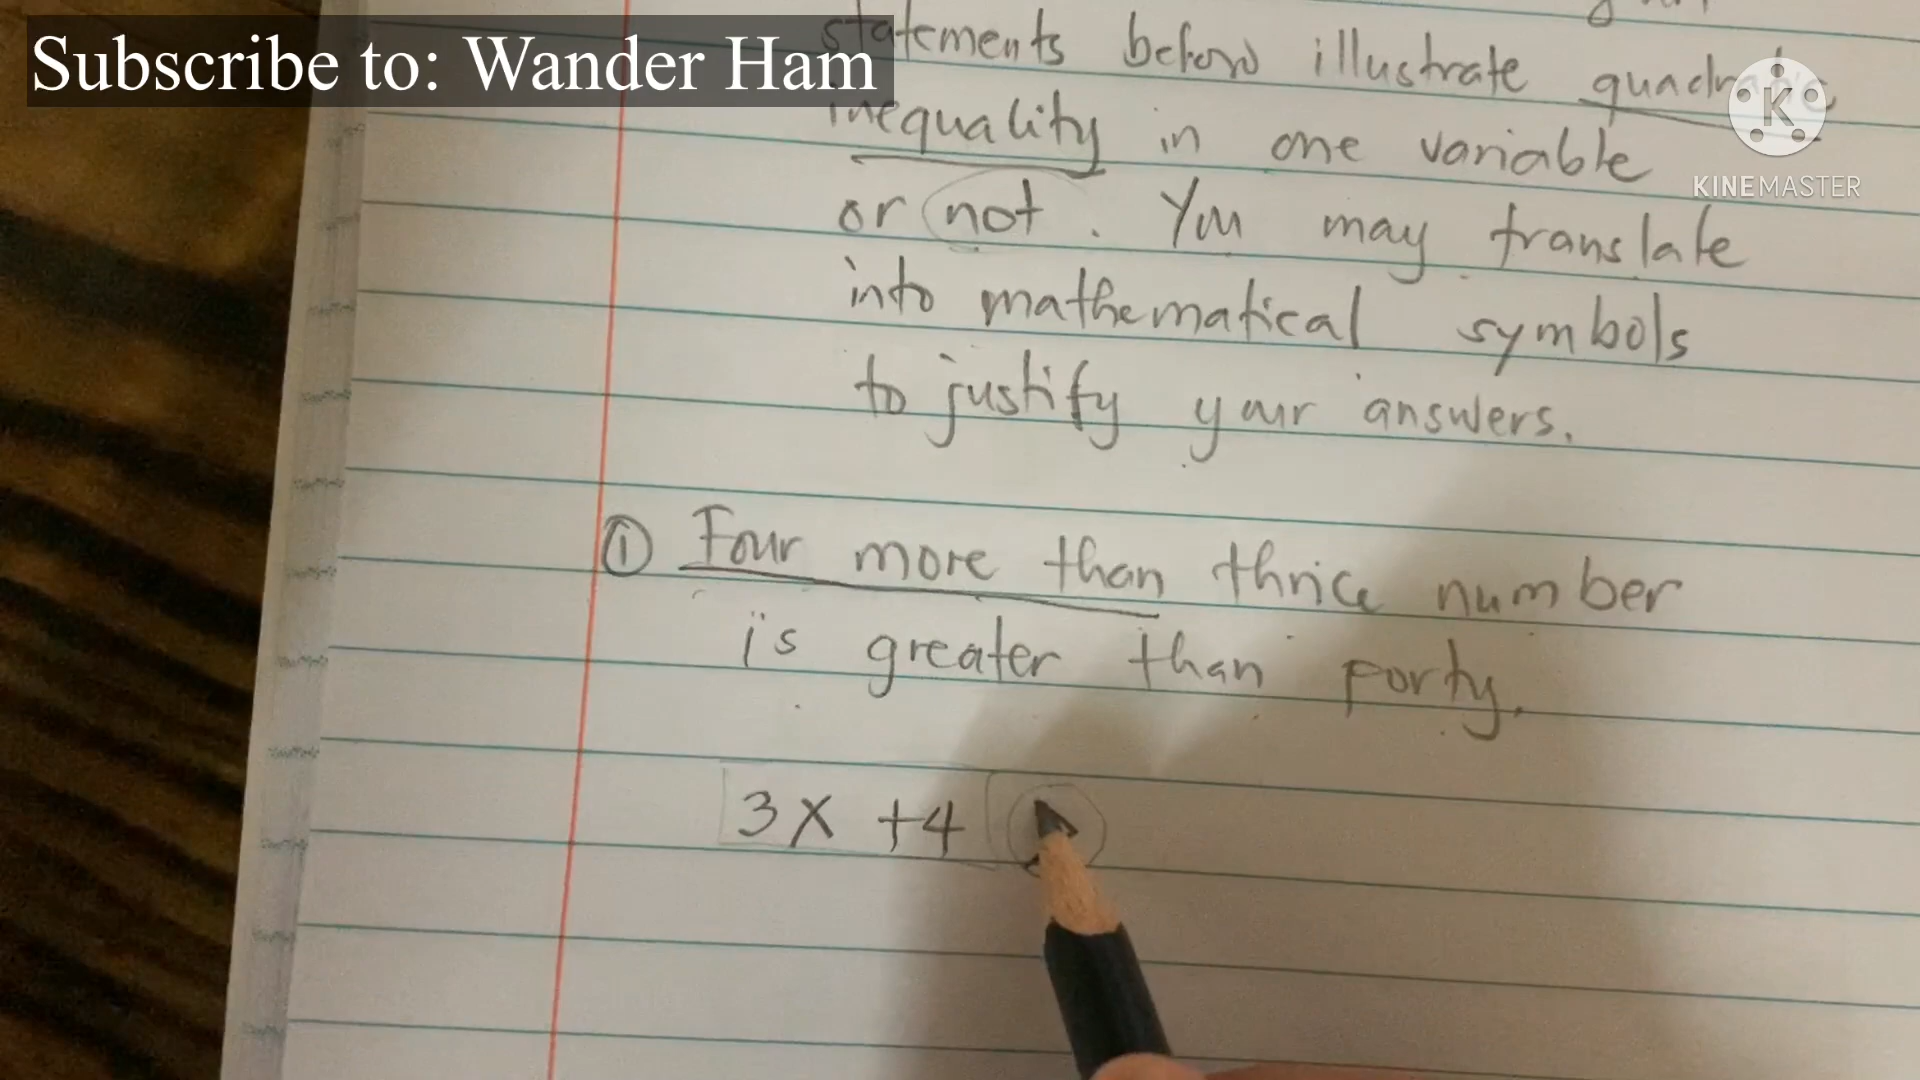 Subscribe to: Wander Ham
statements before illustrate quadratic
inequality in one variable
or not. You may translate
into mathematical symbols
to justify your answers.
KINEMASTER
① Four more than thrice number
is greater than forty.
3x +4 >